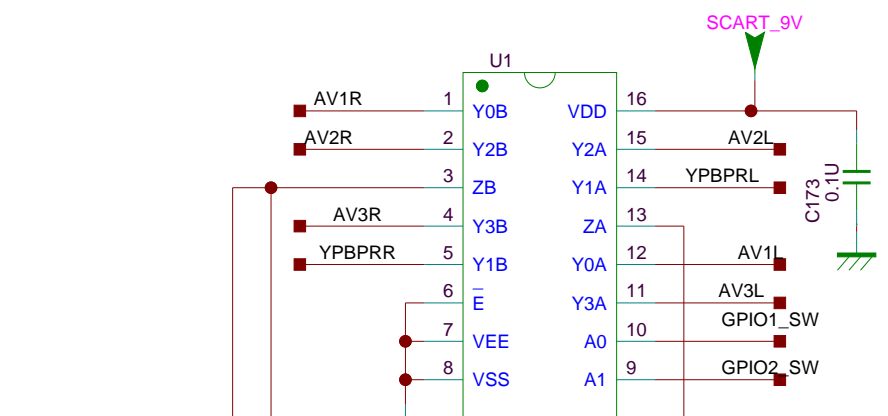 SCART_9V
U1
AV1R 1 Y0B VDD 16
AV2R 2 Y2B Y2A 15 AV2L
3 ZB Y1A 14 YPBPRL
C173
0.1U
AV3R 4 Y3B ZA 13
YPBPRR 5 Y1B Y0A 12 AV1L
6 E Y3A 11 AV3L
7 VEE A0 10 GPIO1_SW
8 VSS A1 9 GPIO2_SW